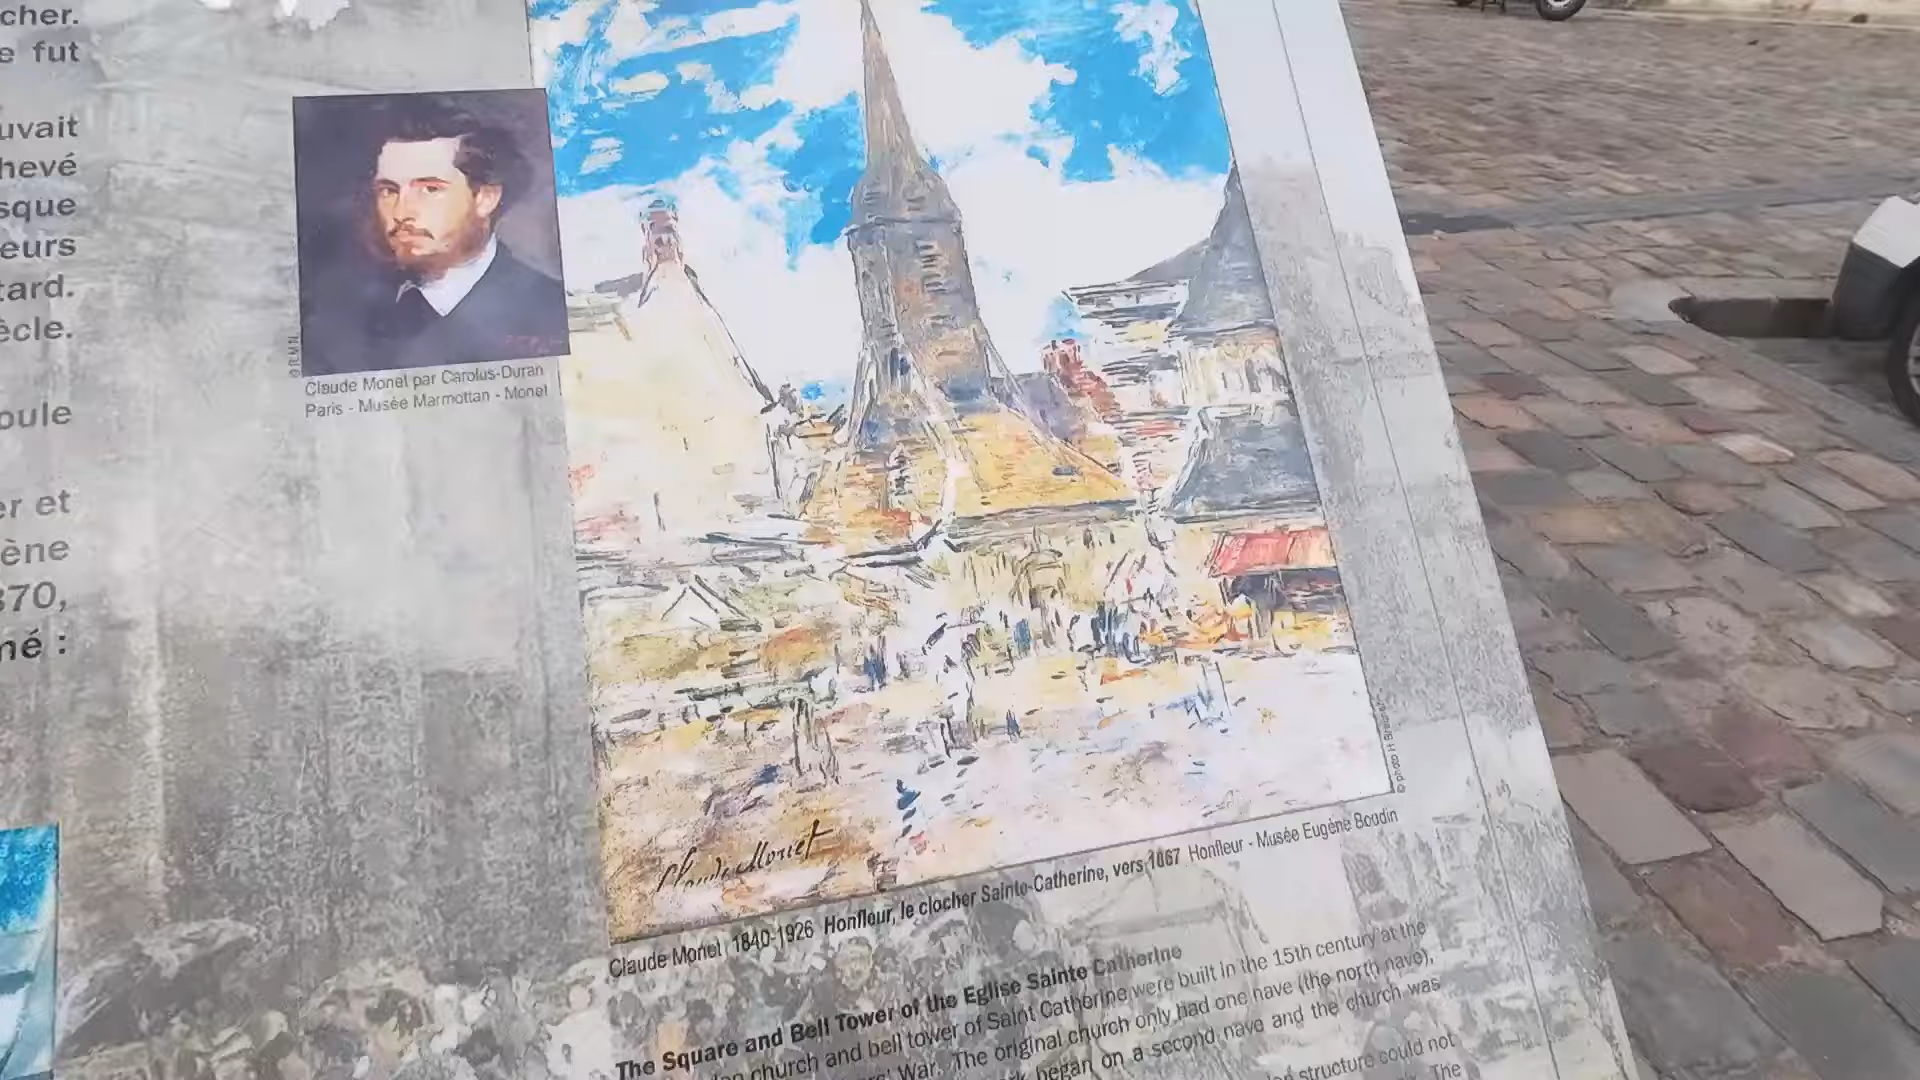 cher.
e fut
uvait
hevé
sque
eurs
tard.
ècle.
oule
er et
ène
370,
mé :
© R.M.N.
Claude Monet par Carolus-Duran
Paris - Musée Marmottan - Monet
Claude Monet
Claude Monet 1840-1926 Honfleur, le clocher Sainte-Catherine, vers 1867 Honfleur - Musée Eugène Boudin
© photo H
The Square and Bell Tower of the Eglise Sainte Catherine
church and bell tower of Saint Catherine were built in the 15th century at the
War. The original church only had one nave (the north nave),
began on a second nave and the church was
structure could not
The